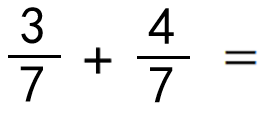 3/7 + 4/7 =